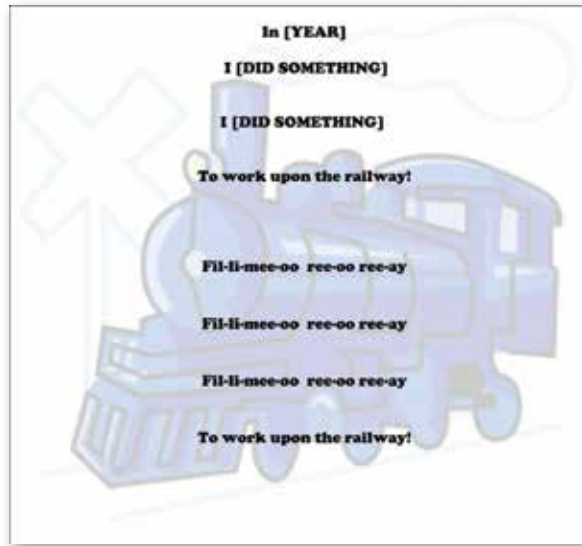 In [YEAR]
I [DID SOMETHING]
I [DID SOMETHING]
To work upon the railway!
Fil-li-mee-oo ree-oo ree-ay
Fil-li-mee-oo ree-oo ree-ay
Fil-li-mee-oo ree-oo ree-ay
To work upon the railway!